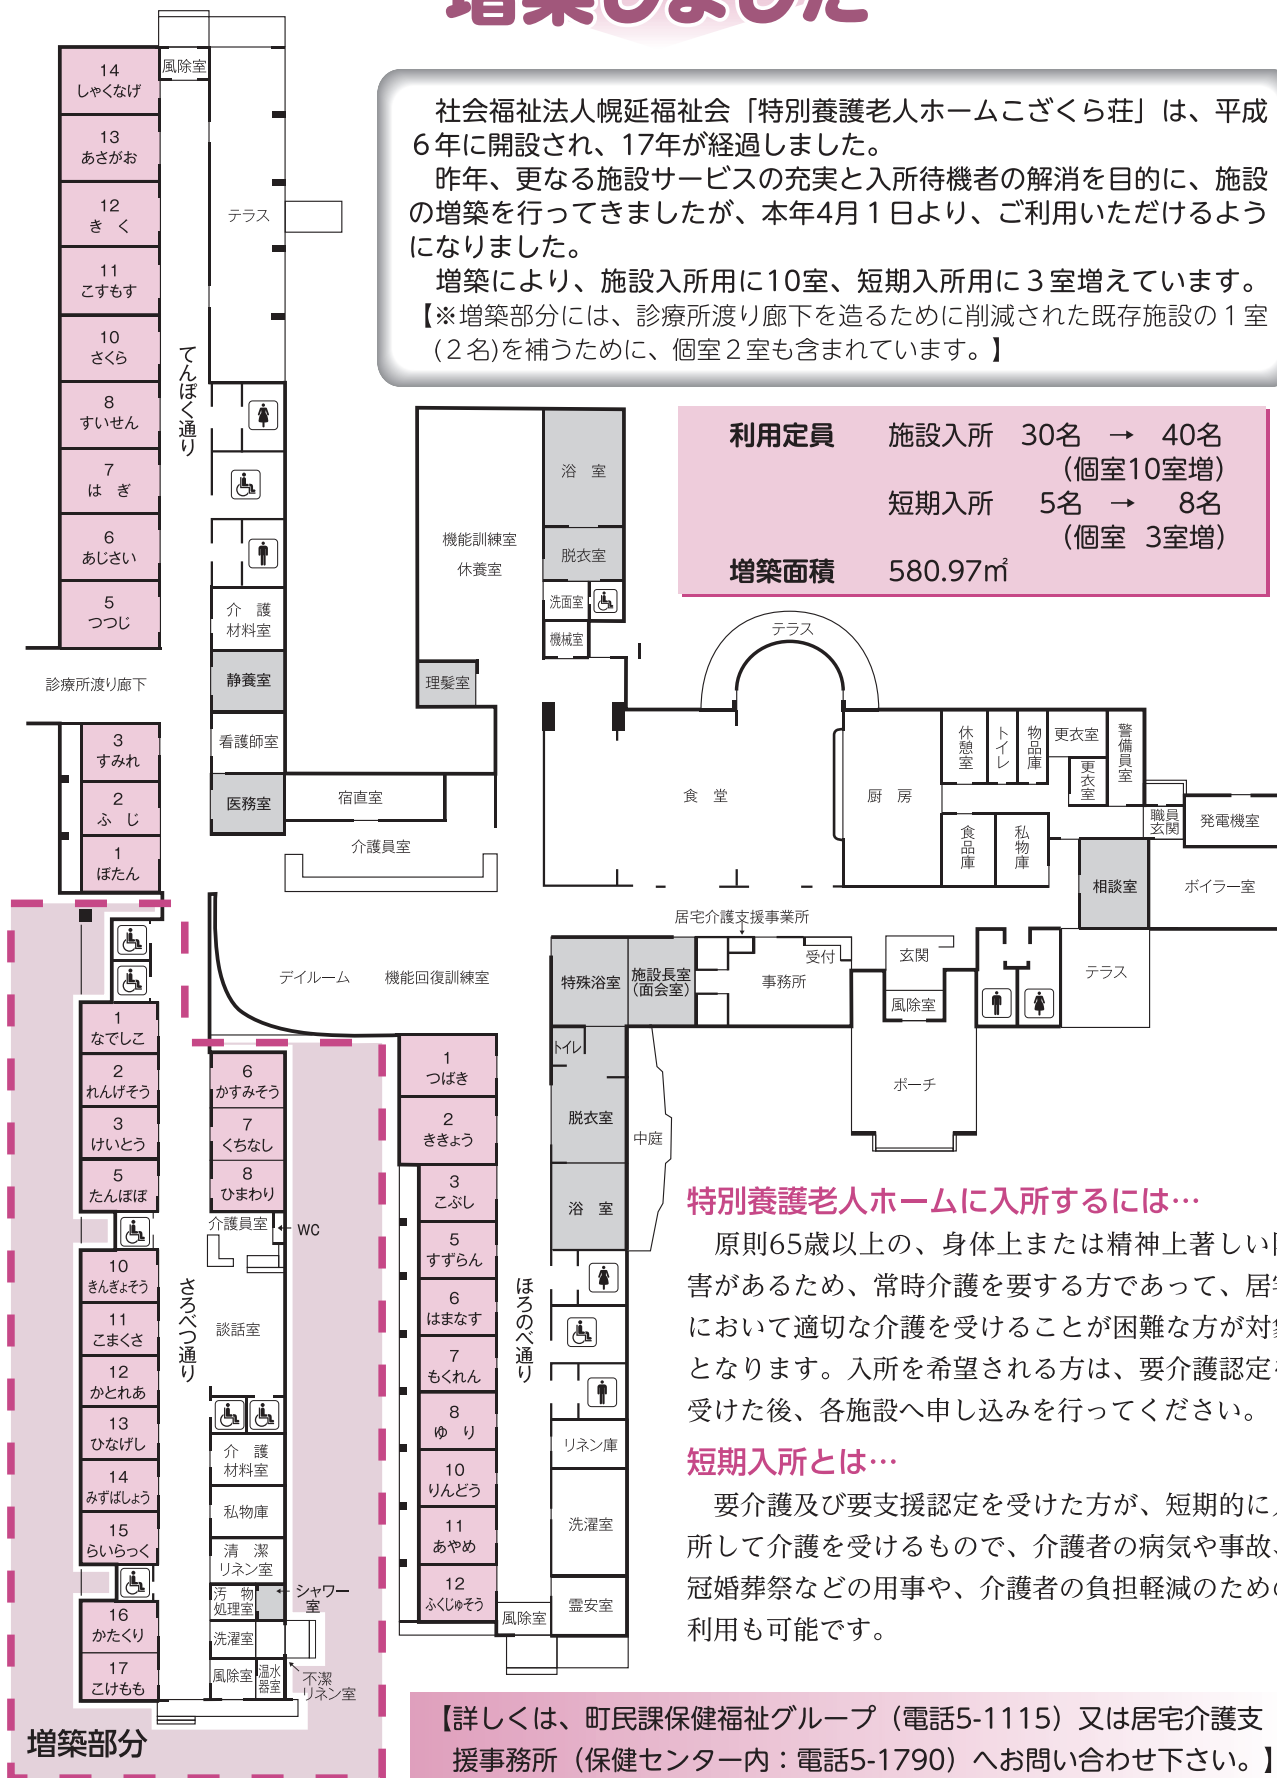 増築しました
社会福祉法人幌延福祉会「特別養護老人ホームこざくら荘」は、平成
６年に開設され、17年が経過しました。
昨年、更なる施設サービスの充実と入所待機者の解消を目的に、施設
の増築を行ってきましたが、本年4月１日より、ご利用いただけるよう
になりました。
増築により、施設入所用に10室、短期入所用に３室増えています。
【※増築部分には、診療所渡り廊下を造るために削減された既存施設の１室
(２名)を補うために、個室２室も含まれています。】
利用定員 施設入所 30名 → 40名
(個室10室増)
短期入所 5名 → 8名
(個室 3室増)
増築面積 580.97㎡
14
しゃくなげ
13
あさがお
12
きく
11
こすもす
10
さくら
8
すいせん
7
はぎ
6
あじさい
5
つつじ
診療所渡り廊下
3
すみれ
2
ふじ
1
ぼたん
風除室
テラス
てんぽく通り
介護
材料室
静養室
看護師室
医務室
宿直室
介護員室
機能訓練室
休養室
理髪室
浴室
脱衣室
洗面室
機械室
テラス
食堂
厨房
休憩室
トイレ
物品庫
更衣室
更衣室
警備員室
食品庫
私物庫
職員
玄関
発電機室
相談室
ボイラー室
居宅介護支援事業所
受付
事務所
玄関
風除室
テラス
ポーチ
デイルーム
機能回復訓練室
特殊浴室
施設長室
(面会室)
トイレ
脱衣室
中庭
浴室
1
なでしこ
2
れんげそう
3
けいとう
5
たんぽぽ
10
きんぎょそう
11
こまくさ
12
かとれあ
13
ひなげし
14
みずばしょう
15
らいらっく
16
かたくり
17
こけもも
さろべつ通り
6
かすみそう
7
くちなし
8
ひまわり
介護員室
WC
談話室
介護
材料室
私物庫
清潔
リネン室
汚物
処理室
シャワー
室
洗濯室
風除室
温水
器室
不潔
リネン室
増築部分
1
つばき
2
ききょう
3
こぶし
5
すずらん
6
はまなす
7
もくれん
8
ゆり
10
りんどう
11
あやめ
12
ふくじゅそう
ほろのべ通り
風除室
リネン庫
洗濯室
霊安室
特別養護老人ホームに入所するには…
原則65歳以上の、身体上または精神上著しい
害があるため、常時介護を要する方であって、居宅
において適切な介護を受けることが困難な方が対象
となります。入所を希望される方は、要介護認定を
受けた後、各施設へ申し込みを行ってください。
短期入所とは…
要介護及び要支援認定を受けた方が、短期的に入
所して介護を受けるもので、介護者の病気や事故、
冠婚葬祭などの用事や、介護者の負担軽減のための
利用も可能です。
【詳しくは、町民課保健福祉グループ（電話5-1115）又は居宅介護支
援事務所（保健センター内：電話5-1790）へお問い合わせ下さい。】